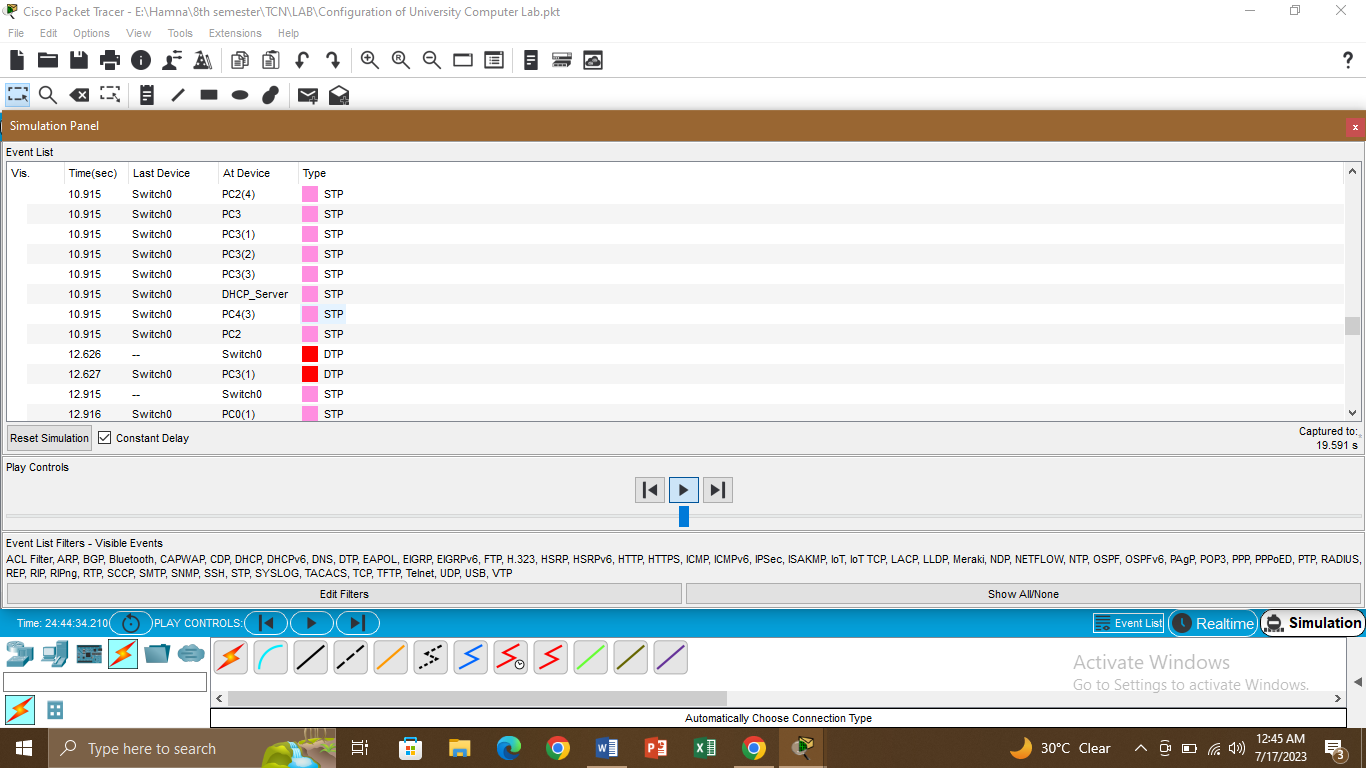 Cisco Packet Tracer - E:\Hamna\8th semester\TCN\LAB\Configuration of University Computer Lab.pkt
File Edit Options View Tools Extensions Help
Simulation Panel
Event List
Vis. Time(sec) Last Device At Device Type
10.915 Switch0 PC2(4) STP
10.915 Switch0 PC3 STP
10.915 Switch0 PC3(1) STP
10.915 Switch0 PC3(2) STP
10.915 Switch0 PC3(3) STP
10.915 Switch0 DHCP_Server STP
10.915 Switch0 PC4(3) STP
10.915 Switch0 PC2 STP
12.626 -- Switch0 DTP
12.627 Switch0 PC3(1) DTP
12.915 -- Switch0 STP
12.916 Switch0 PC0(1) STP
Reset Simulation Constant Delay Captured to:
19.591 s
Play Controls
Event List Filters - Visible Events
ACL Filter, ARP, BGP, Bluetooth, CAPWAP, CDP, DHCP, DHCPv6, DNS, DTP, EAPOL, EIGRP, EIGRPv6, FTP, H.323, HSRP, HSRPv6, HTTP, HTTPS, ICMP, ICMPv6, IPSec, ISAKMP, IoT, IoT TCP, LACP, LLDP, Meraki, NDP, NETFLOW, NTP, OSPF, OSPFv6, PAgP, POP3, PPP, PPPoED, PTP, RADIUS,
REP, RIP, RIPng, RTP, SCCP, SMTP, SNMP, SSH, STP, SYSLOG, TACACS, TCP, TFTP, Telnet, UDP, USB, VTP
Edit Filters Show All/None
Time: 24:44:34.210 PLAY CONTROLS: Event List Realtime Simulation
Activate Windows
Go to Settings to activate Windows.
Automatically Choose Connection Type
Type here to search 30°C Clear 12:45 AM
7/17/2023 3